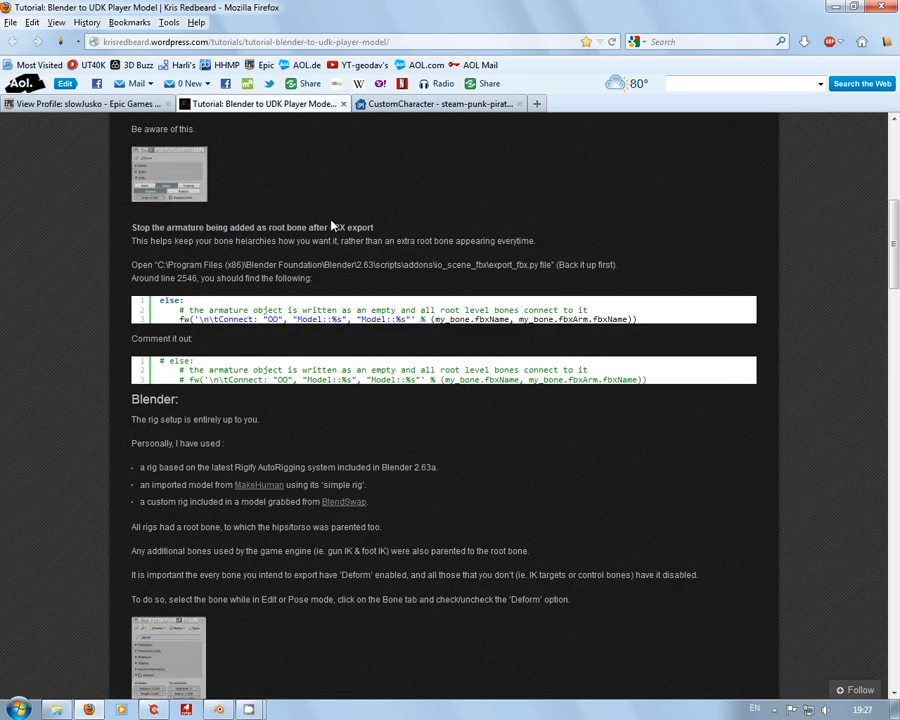 Tutorial: Blender to UDK Player Model | Kris Redbeard - Mozilla Firefox
File Edit View History Bookmarks Tools Help
krisredbeard.wordpress.com/tutorials/tutorial-blender-to-udk-player-model/
Search
Most Visited UT40K 3D Buzz Harli's HHHMP Epic AOL.de YT-geodav's AOL.com AOL Mail
Aol. Edit Mail 0 New Share Radio Share 80° Search the Web
View Profile: slowJusko - Epic Games ... Tutorial: Blender to UDK Player Mode... CustomCharacter - steam-punk-pirat...
Be aware of this.
Stop the armature being added as root bone after FBX export
This helps keep your bone heiarchies how you want it, rather than an extra root bone appearing everytime.
Open "C:\Program Files (x86)\Blender Foundation\Blender\2.63\scripts\addons\io_scene_fbx\export_fbx.py file" (Back it up first).
Around line 2546, you should find the following:
1 else:
2 # the armature object is written as an empty and all root level bones connect to it
3 fw('\n\tConnect: "OO", "Model::%s", "Model::%s"' % (my_bone.fbxName, my_bone.fbxArm.fbxName))
Comment it out:
1 # else:
2 # the armature object is written as an empty and all root level bones connect to it
3 # fw('\n\tConnect: "OO", "Model::%s", "Model::%s"' % (my_bone.fbxName, my_bone.fbxArm.fbxName))
Blender:
The rig setup is entirely up to you.
Personally, I have used :
· a rig based on the latest Rigify AutoRigging system included in Blender 2.63a.
· an imported model from MakeHuman using its 'simple rig'.
· a custom rig included in a model grabbed from BlendSwap.
All rigs had a root bone, to which the hips/torso was parented too.
Any additional bones used by the game engine (ie. gun IK & foot IK) were also parented to the root bone.
It is important the every bone you intend to export have 'Deform' enabled, and all those that you don't (ie. IK targets or control bones) have it disabled.
To do so, select the bone while in Edit or Pose mode, click on the Bone tab and check/uncheck the 'Deform' option.
Follow
EN 19:27